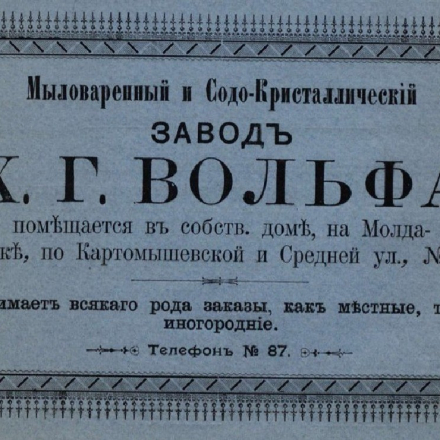 Мыловаренный и Содо-Кристаллическій
ЗАВОДЪ
Х. Г. ВОЛЬФА
помѣщается въ собств. домѣ, на Молда-
кѣ, по Картомышевской и Средней ул., №
имаетъ всякаго рода заказы, какъ мѣстные, т
иногородніе.
Телефонъ № 87.